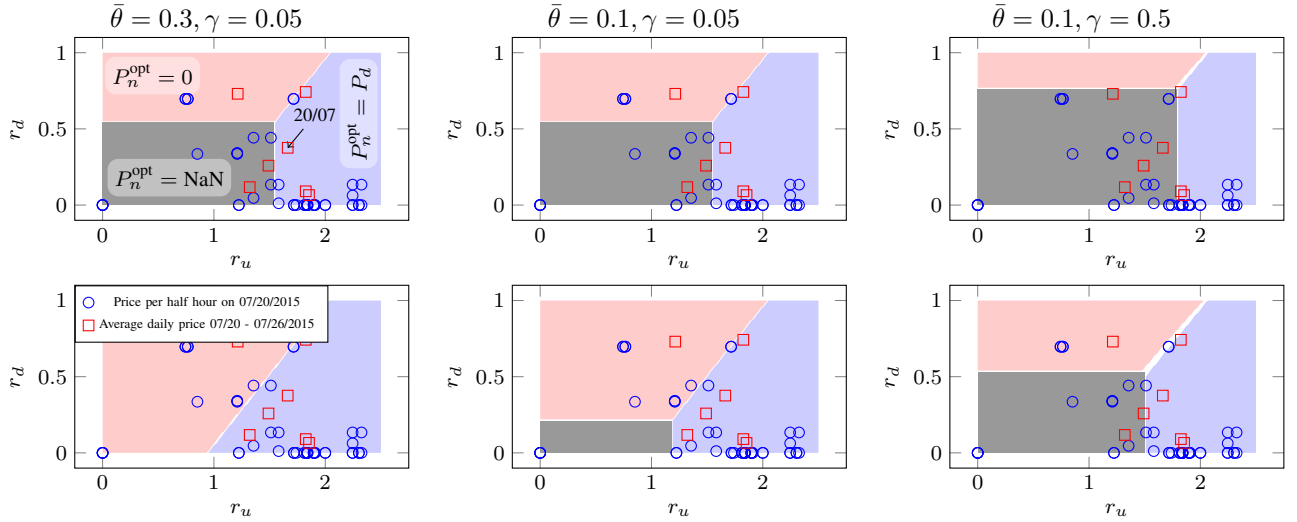 θ̄ = 0.3, γ = 0.05
θ̄ = 0.1, γ = 0.05
θ̄ = 0.1, γ = 0.5
1
0.5
0
r_d
P_n^opt = 0
P_n^opt = P_d
20/07
P_n^opt = NaN
0 1 2
r_u
1
0.5
0
r_d
0 1 2
r_u
1
0.5
0
r_d
0 1 2
r_u
1
0.5
0
r_d
Price per half hour on 07/20/2015
Average daily price 07/20 - 07/26/2015
0 1 2
r_u
1
0.5
0
r_d
0 1 2
r_u
1
0.5
0
r_d
0 1 2
r_u